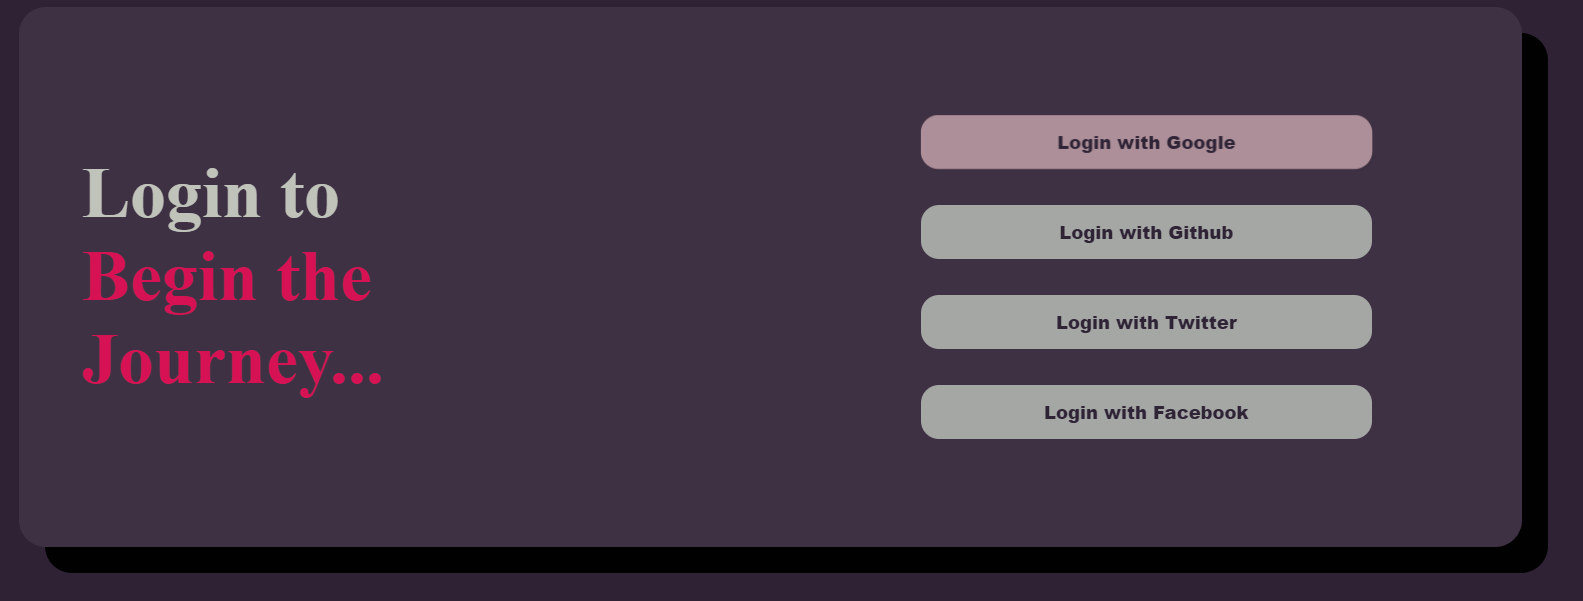 Login to
Begin the
Journey...
Login with Google
Login with Github
Login with Twitter
Login with Facebook